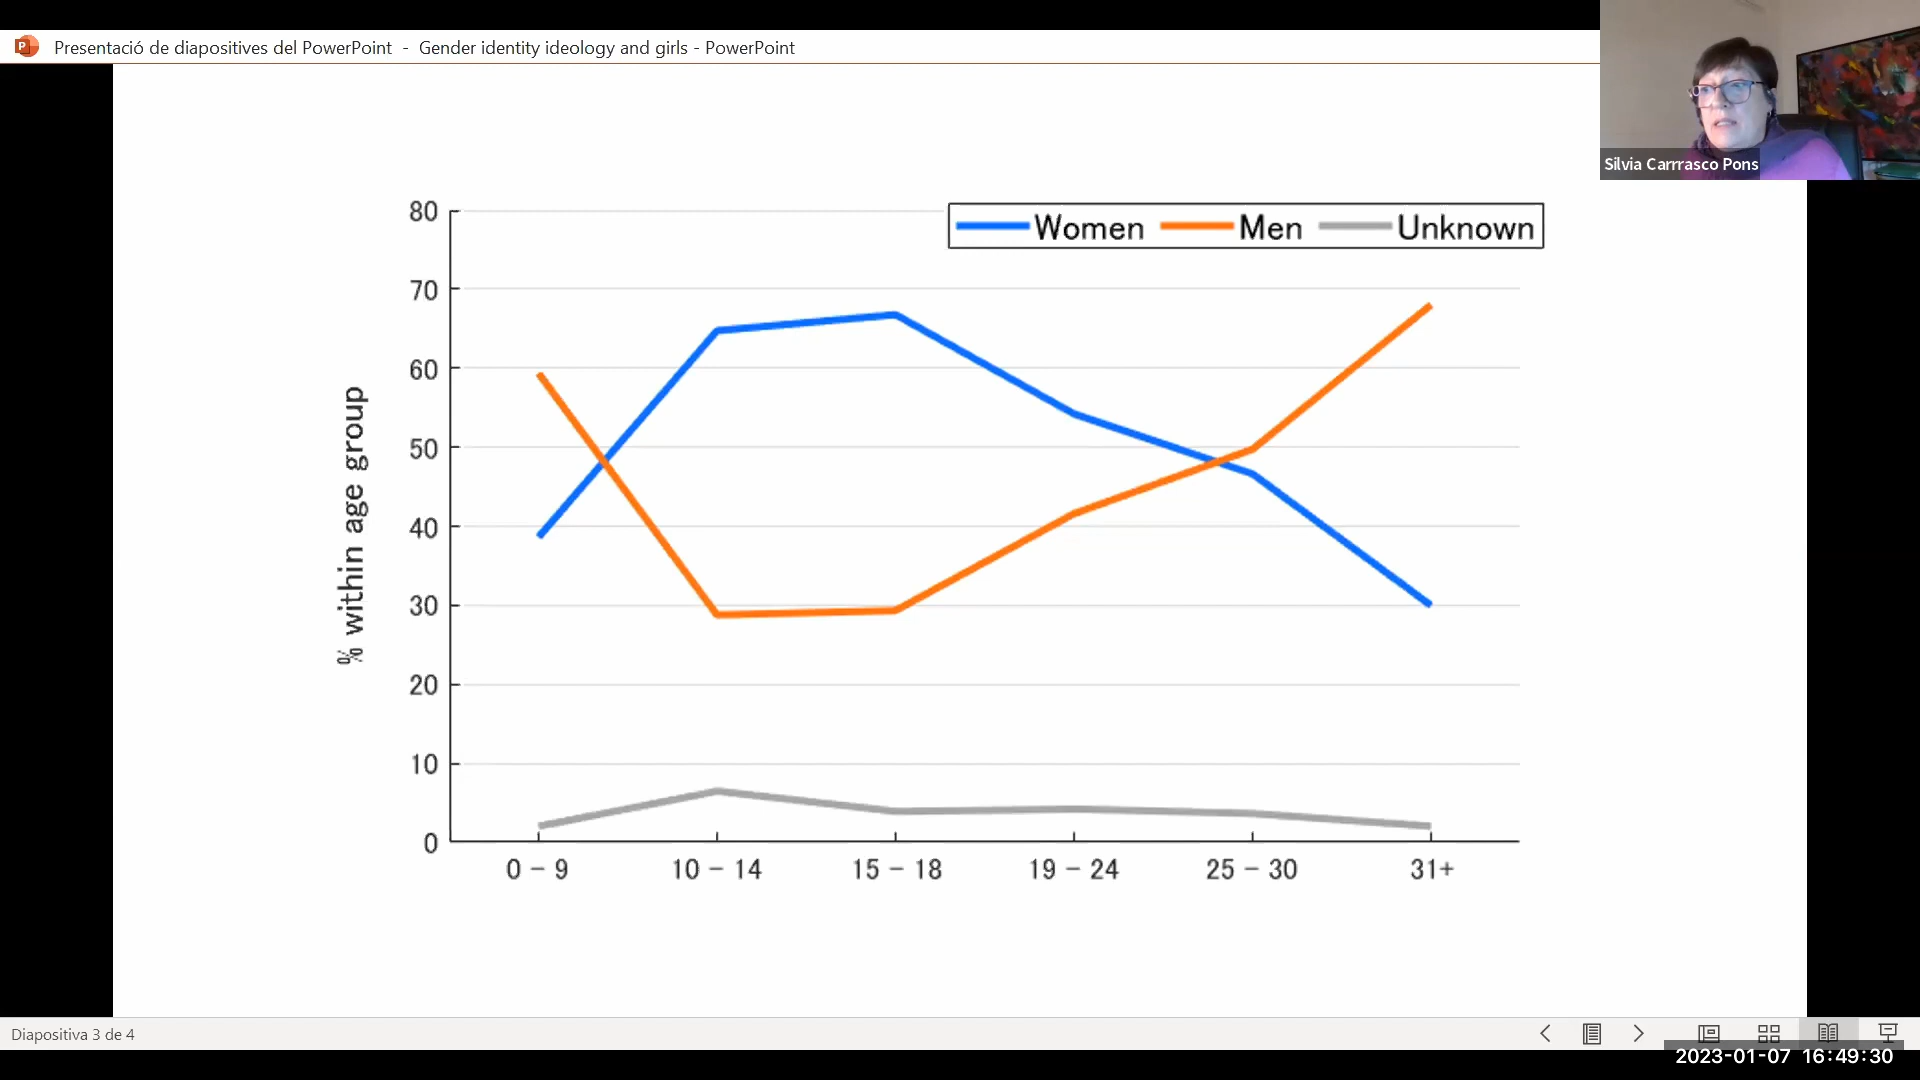 Presentació de diapositives del PowerPoint - Gender identity ideology and girls - PowerPoint
Silvia Carrrasco Pons
Women Men Unknown
% within age group
80
70
60
50
40
30
20
10
0
0 – 9 10 – 14 15 – 18 19 – 24 25 – 30 31+
Diapositiva 3 de 4
2023-01-07 16:49:30